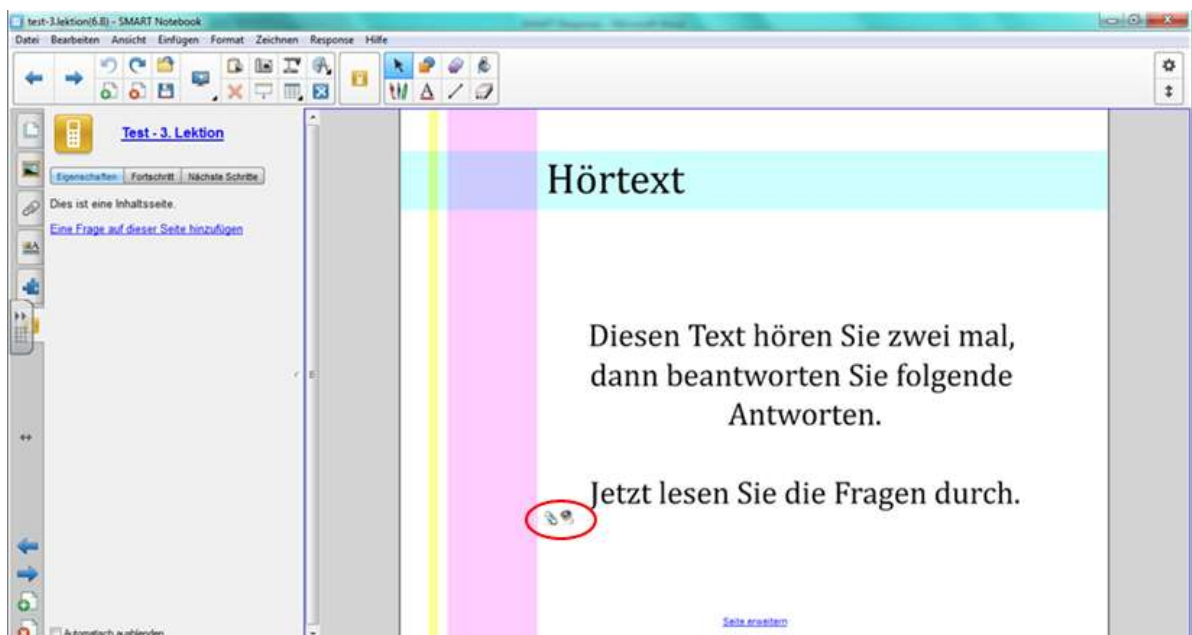 test-3.lektion(6.B) - SMART Notebook
Datei Bearbeiten Ansicht Einfügen Format Zeichnen Response Hilfe
Test - 3. Lektion
Eigenschaften Fortschritt Nächste Schritte
Dies ist eine Inhaltsseite.
Eine Frage auf dieser Seite hinzufügen
Hörtext
Diesen Text hören Sie zwei mal,
dann beantworten Sie folgende
Antworten.
Jetzt lesen Sie die Fragen durch.
Seite erweitern
Automatisch ausblenden